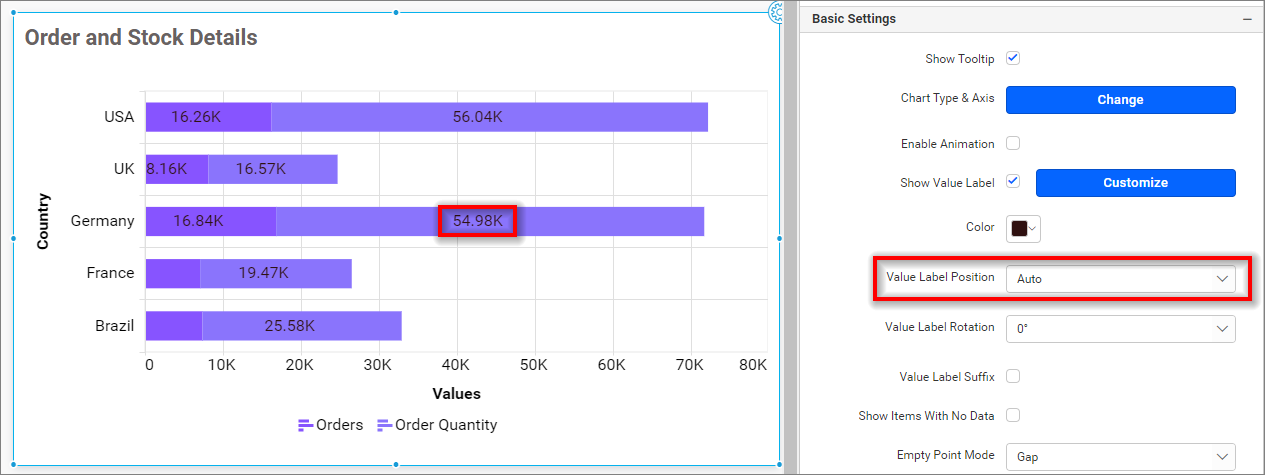 Order and Stock Details
USA
16.26K
56.04K
UK
8.16K
16.57K
Germany
16.84K
54.98K
France
19.47K
Brazil
25.58K
Country
0 10K 20K 30K 40K 50K 60K 70K 80K
Values
Orders Order Quantity
Basic Settings
Show Tooltip
Chart Type & Axis Change
Enable Animation
Show Value Label Customize
Color
Value Label Position Auto
Value Label Rotation 0°
Value Label Suffix
Show Items With No Data
Empty Point Mode Gap